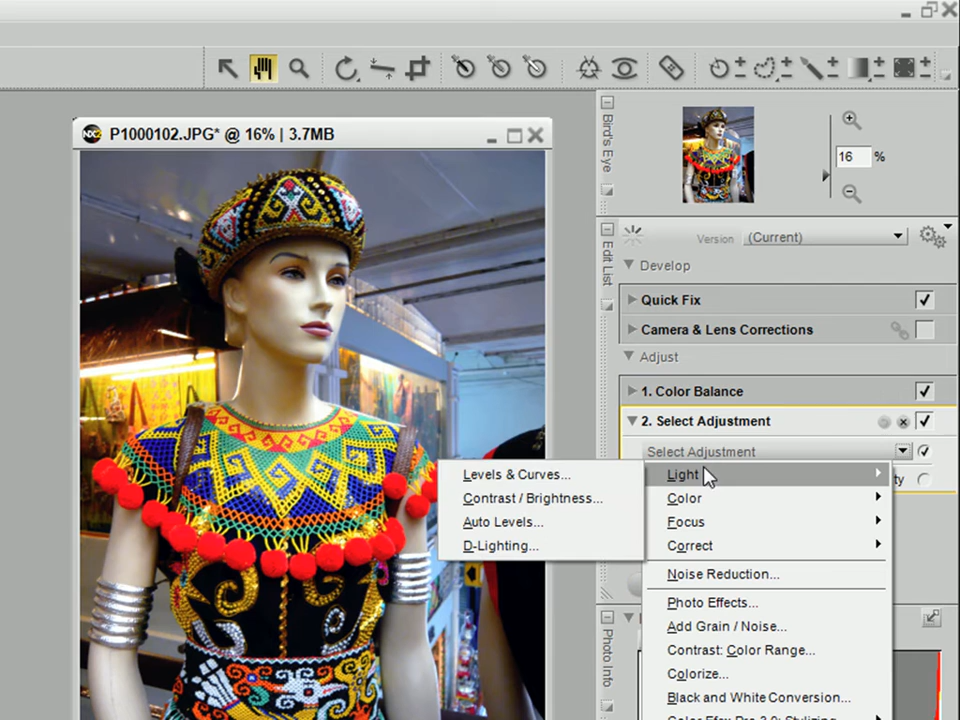 NX2 P1000102.JPG* @ 16% | 3.7MB
Bird's Eye
16 %
Edit List
Version (Current)
Develop
Quick Fix
Camera & Lens Corrections
Adjust
1. Color Balance
2. Select Adjustment
Select Adjustment
Levels & Curves...
Contrast / Brightness...
Auto Levels...
D-Lighting...
Light
Color
Focus
Correct
Noise Reduction...
Photo Effects...
Add Grain / Noise...
Contrast: Color Range...
Colorize...
Black and White Conversion...
Photo Info